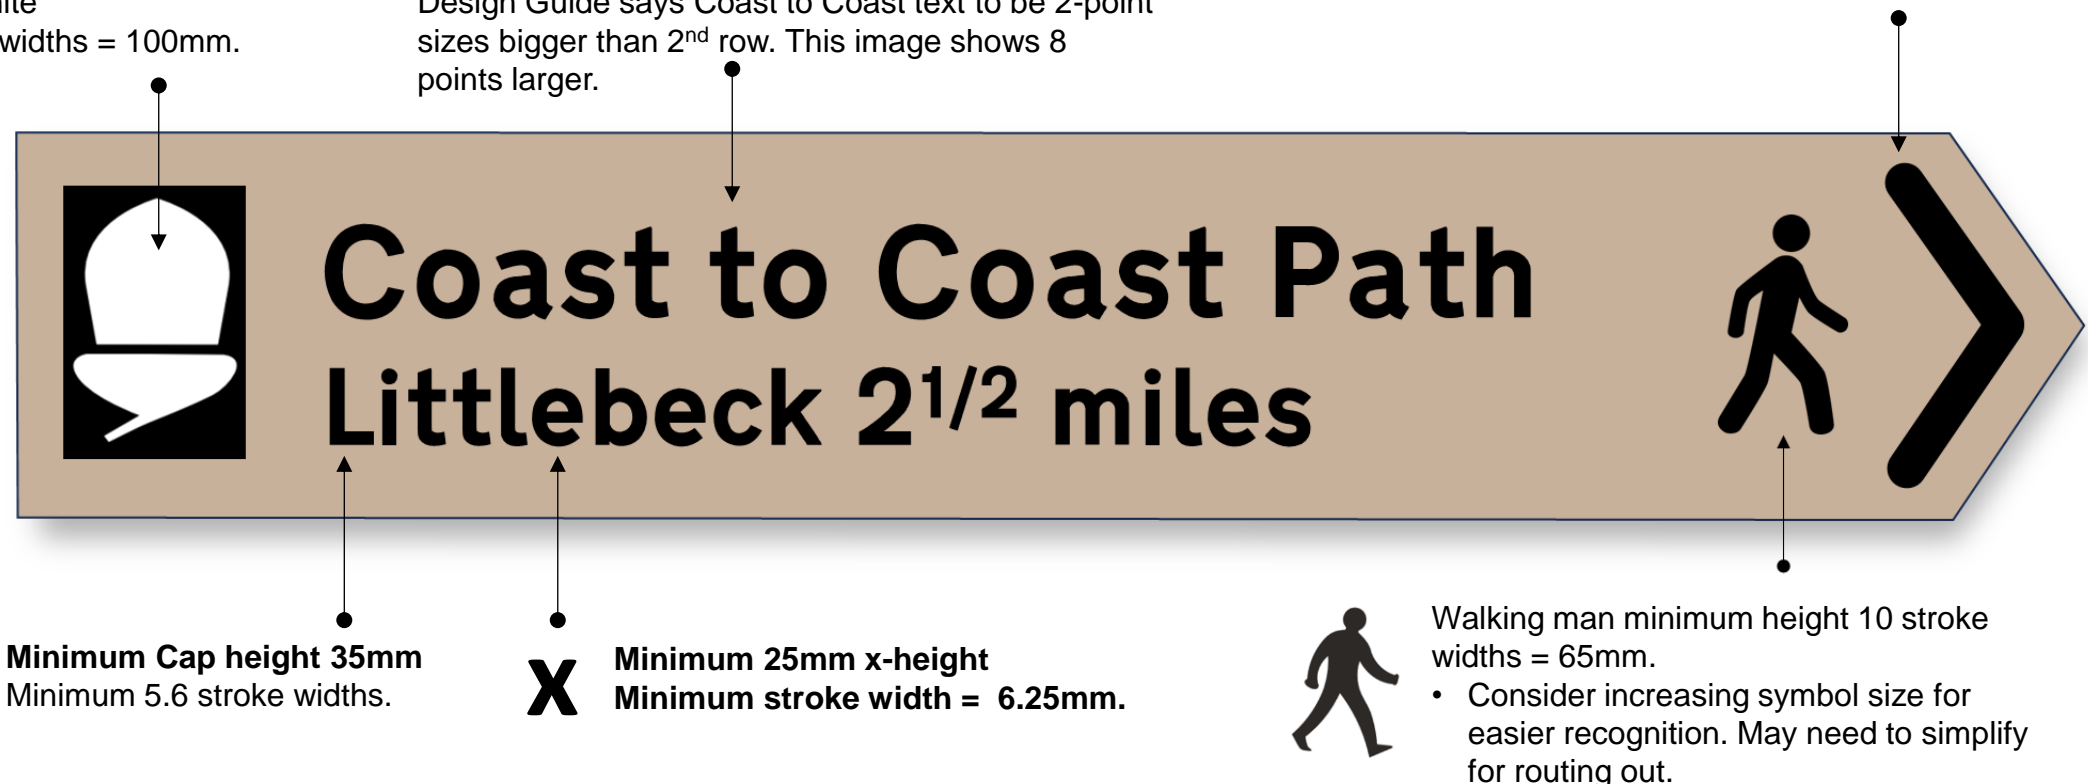 widths = 100mm.
Design Guide says Coast to Coast text to be 2-point
sizes bigger than 2nd row. This image shows 8
points larger.
Coast to Coast Path
Littlebeck 21/2 miles
Minimum Cap height 35mm
Minimum 5.6 stroke widths.
X
Minimum 25mm x-height
Minimum stroke width = 6.25mm.
Walking man minimum height 10 stroke
widths = 65mm.
• Consider increasing symbol size for
easier recognition. May need to simplify
for routing out.